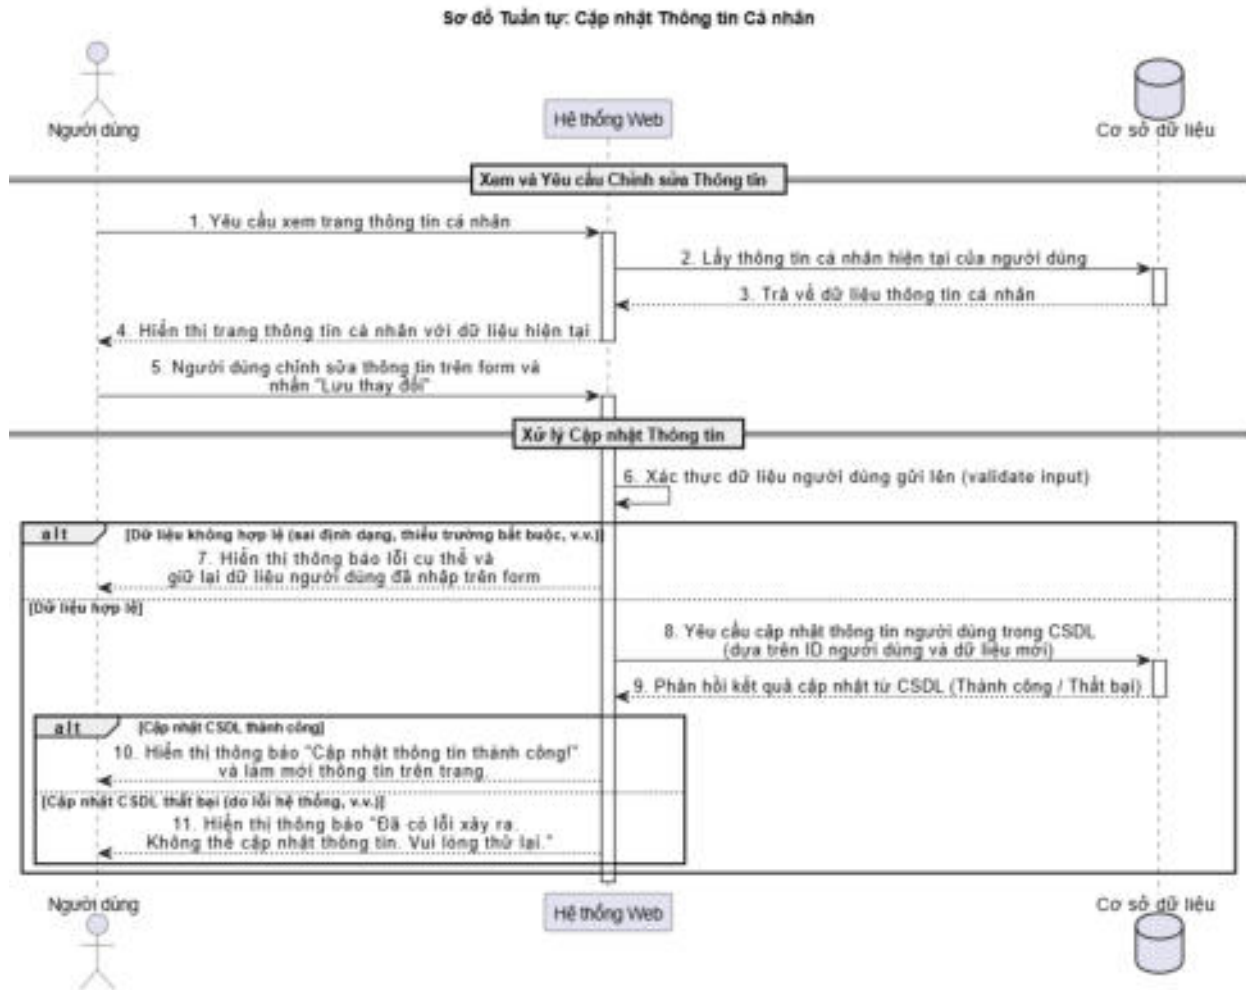 Sơ đồ Tuần tự: Cập nhật Thông tin Cá nhân
Người dùng
Hệ thống Web
Cơ sở dữ liệu
Xem và Yêu cầu Chỉnh sửa Thông tin
1. Yêu cầu xem trang thông tin cá nhân
2. Lấy thông tin cá nhân hiện tại của người dùng
3. Trả về dữ liệu thông tin cá nhân
4. Hiển thị trang thông tin cá nhân với dữ liệu hiện tại
5. Người dùng chỉnh sửa thông tin trên form và
nhấn "Lưu thay đổi"
Xử lý Cập nhật Thông tin
6. Xác thực dữ liệu người dùng gửi lên (validate input)
alt [Dữ liệu không hợp lệ (sai định dạng, thiếu trường bắt buộc, v.v.)]
7. Hiển thị thông báo lỗi cụ thể và
giữ lại dữ liệu người dùng đã nhập trên form
[Dữ liệu hợp lệ]
8. Yêu cầu cập nhật thông tin người dùng trong CSDL
(dựa trên ID người dùng và dữ liệu mới)
9. Phản hồi kết quả cập nhật từ CSDL (Thành công / Thất bại)
alt [Cập nhật CSDL thành công]
10. Hiển thị thông báo "Cập nhật thông tin thành công!"
và làm mới thông tin trên trang.
[Cập nhật CSDL thất bại (do lỗi hệ thống, v.v.)]
11. Hiển thị thông báo "Đã có lỗi xảy ra.
Không thể cập nhật thông tin. Vui lòng thử lại."
Người dùng
Hệ thống Web
Cơ sở dữ liệu